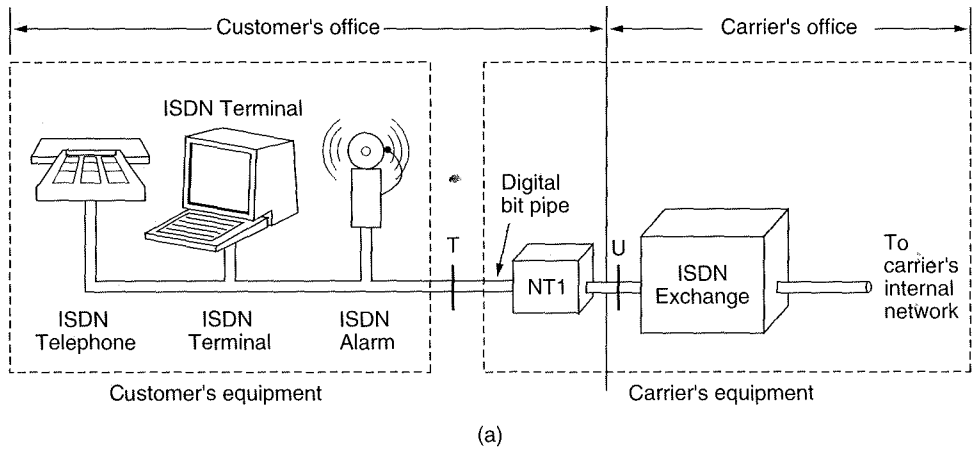 Customer's office
Carrier's office
ISDN Terminal
Digital
bit pipe
T
U
NT1
ISDN
Exchange
To
carrier's
internal
network
ISDN
Telephone
ISDN
Terminal
ISDN
Alarm
Customer's equipment
Carrier's equipment
(a)